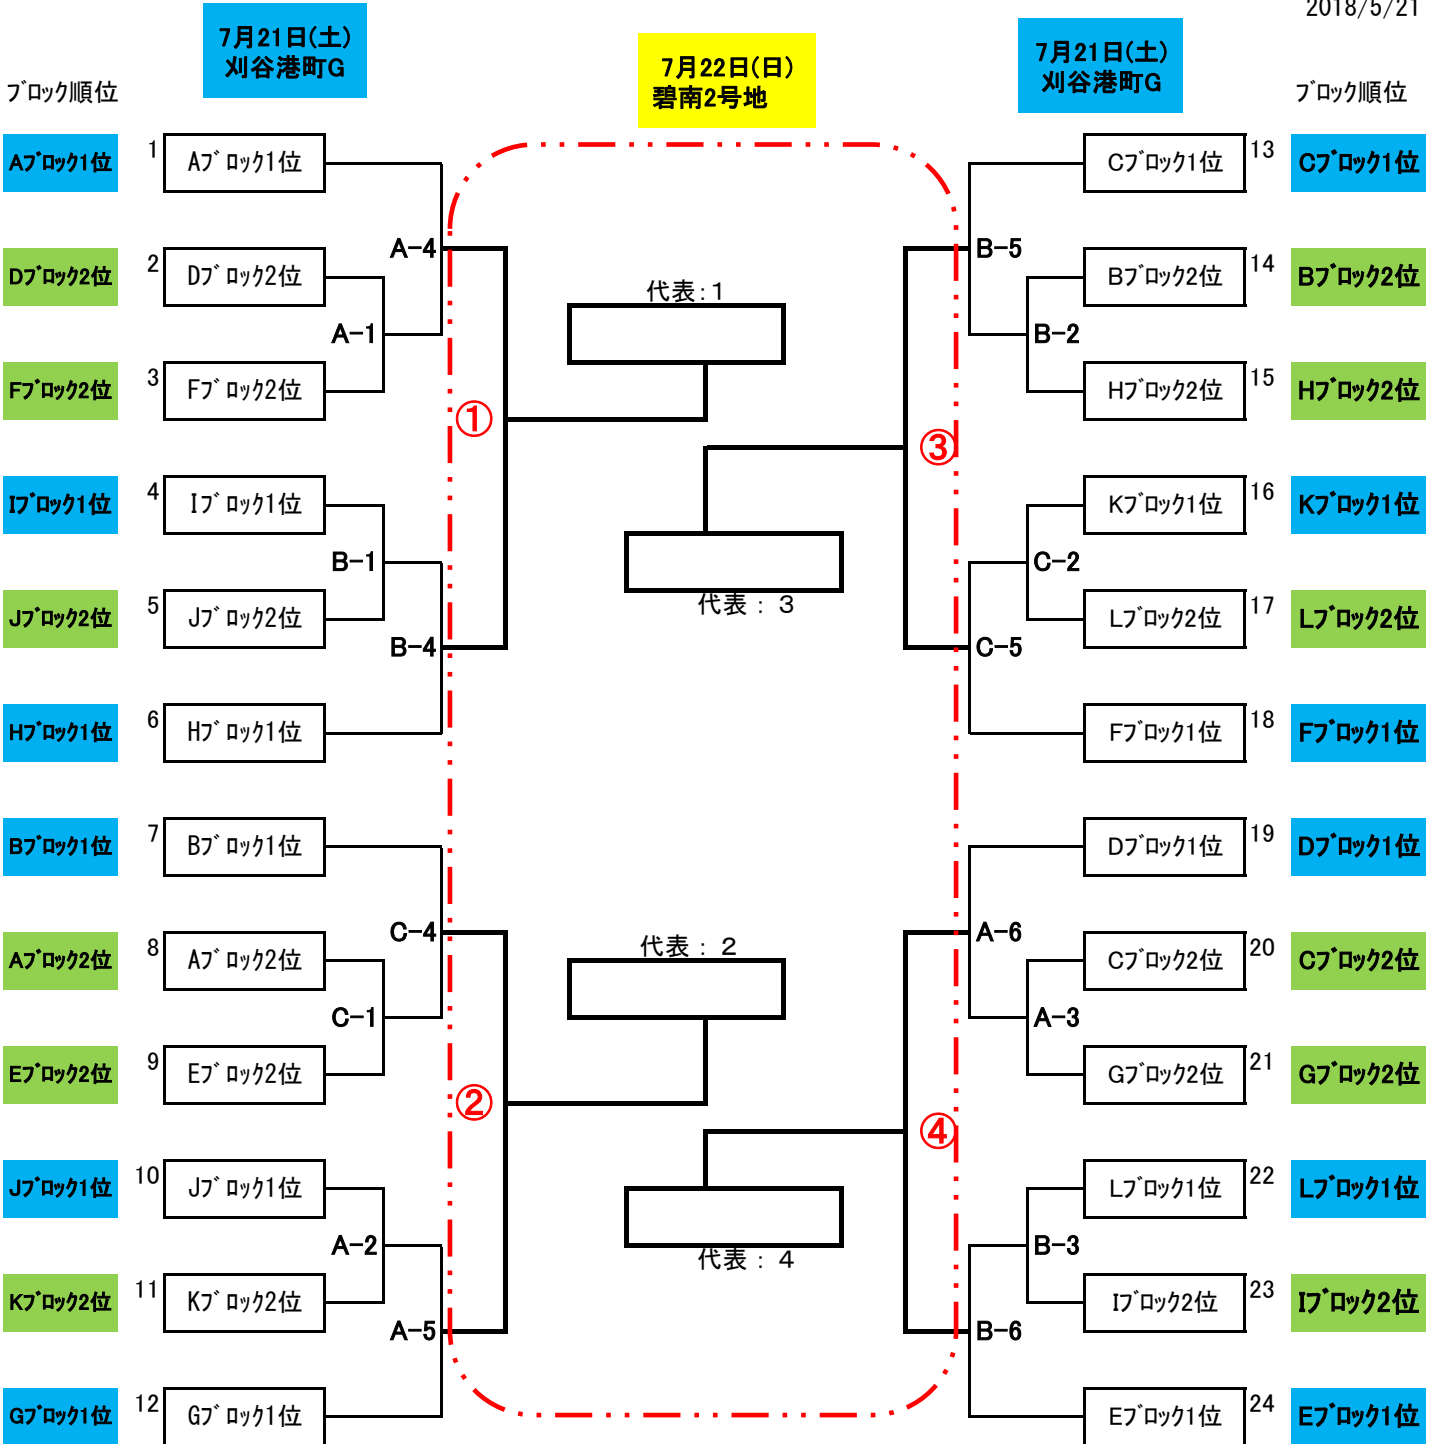 2018/5/21
7月21日(土)
刈谷港町G
7月22日(日)
碧南2号地
7月21日(土)
刈谷港町G
ブロック順位
ブロック順位
Aブロック1位 1 Aブロック1位
Dブロック2位 2 Dブロック2位
Fブロック2位 3 Fブロック2位
Iブロック1位 4 Iブロック1位
Jブロック2位 5 Jブロック2位
Hブロック1位 6 Hブロック1位
Bブロック1位 7 Bブロック1位
Aブロック2位 8 Aブロック2位
Eブロック2位 9 Eブロック2位
Jブロック1位 10 Jブロック1位
Kブロック2位 11 Kブロック2位
Gブロック1位 12 Gブロック1位
A-4
A-1
B-1
B-4
C-4
C-1
A-2
A-5
①
②
代表:1
代表：3
代表：2
代表：4
③
④
B-5
B-2
C-2
C-5
A-6
A-3
B-3
B-6
Cブロック1位 13 Cブロック1位
Bブロック2位 14 Bブロック2位
Hブロック2位 15 Hブロック2位
Kブロック1位 16 Kブロック1位
Lブロック2位 17 Lブロック2位
Fブロック1位 18 Fブロック1位
Dブロック1位 19 Dブロック1位
Cブロック2位 20 Cブロック2位
Gブロック2位 21 Gブロック2位
Lブロック1位 22 Lブロック1位
Iブロック2位 23 Iブロック2位
Eブロック1位 24 Eブロック1位